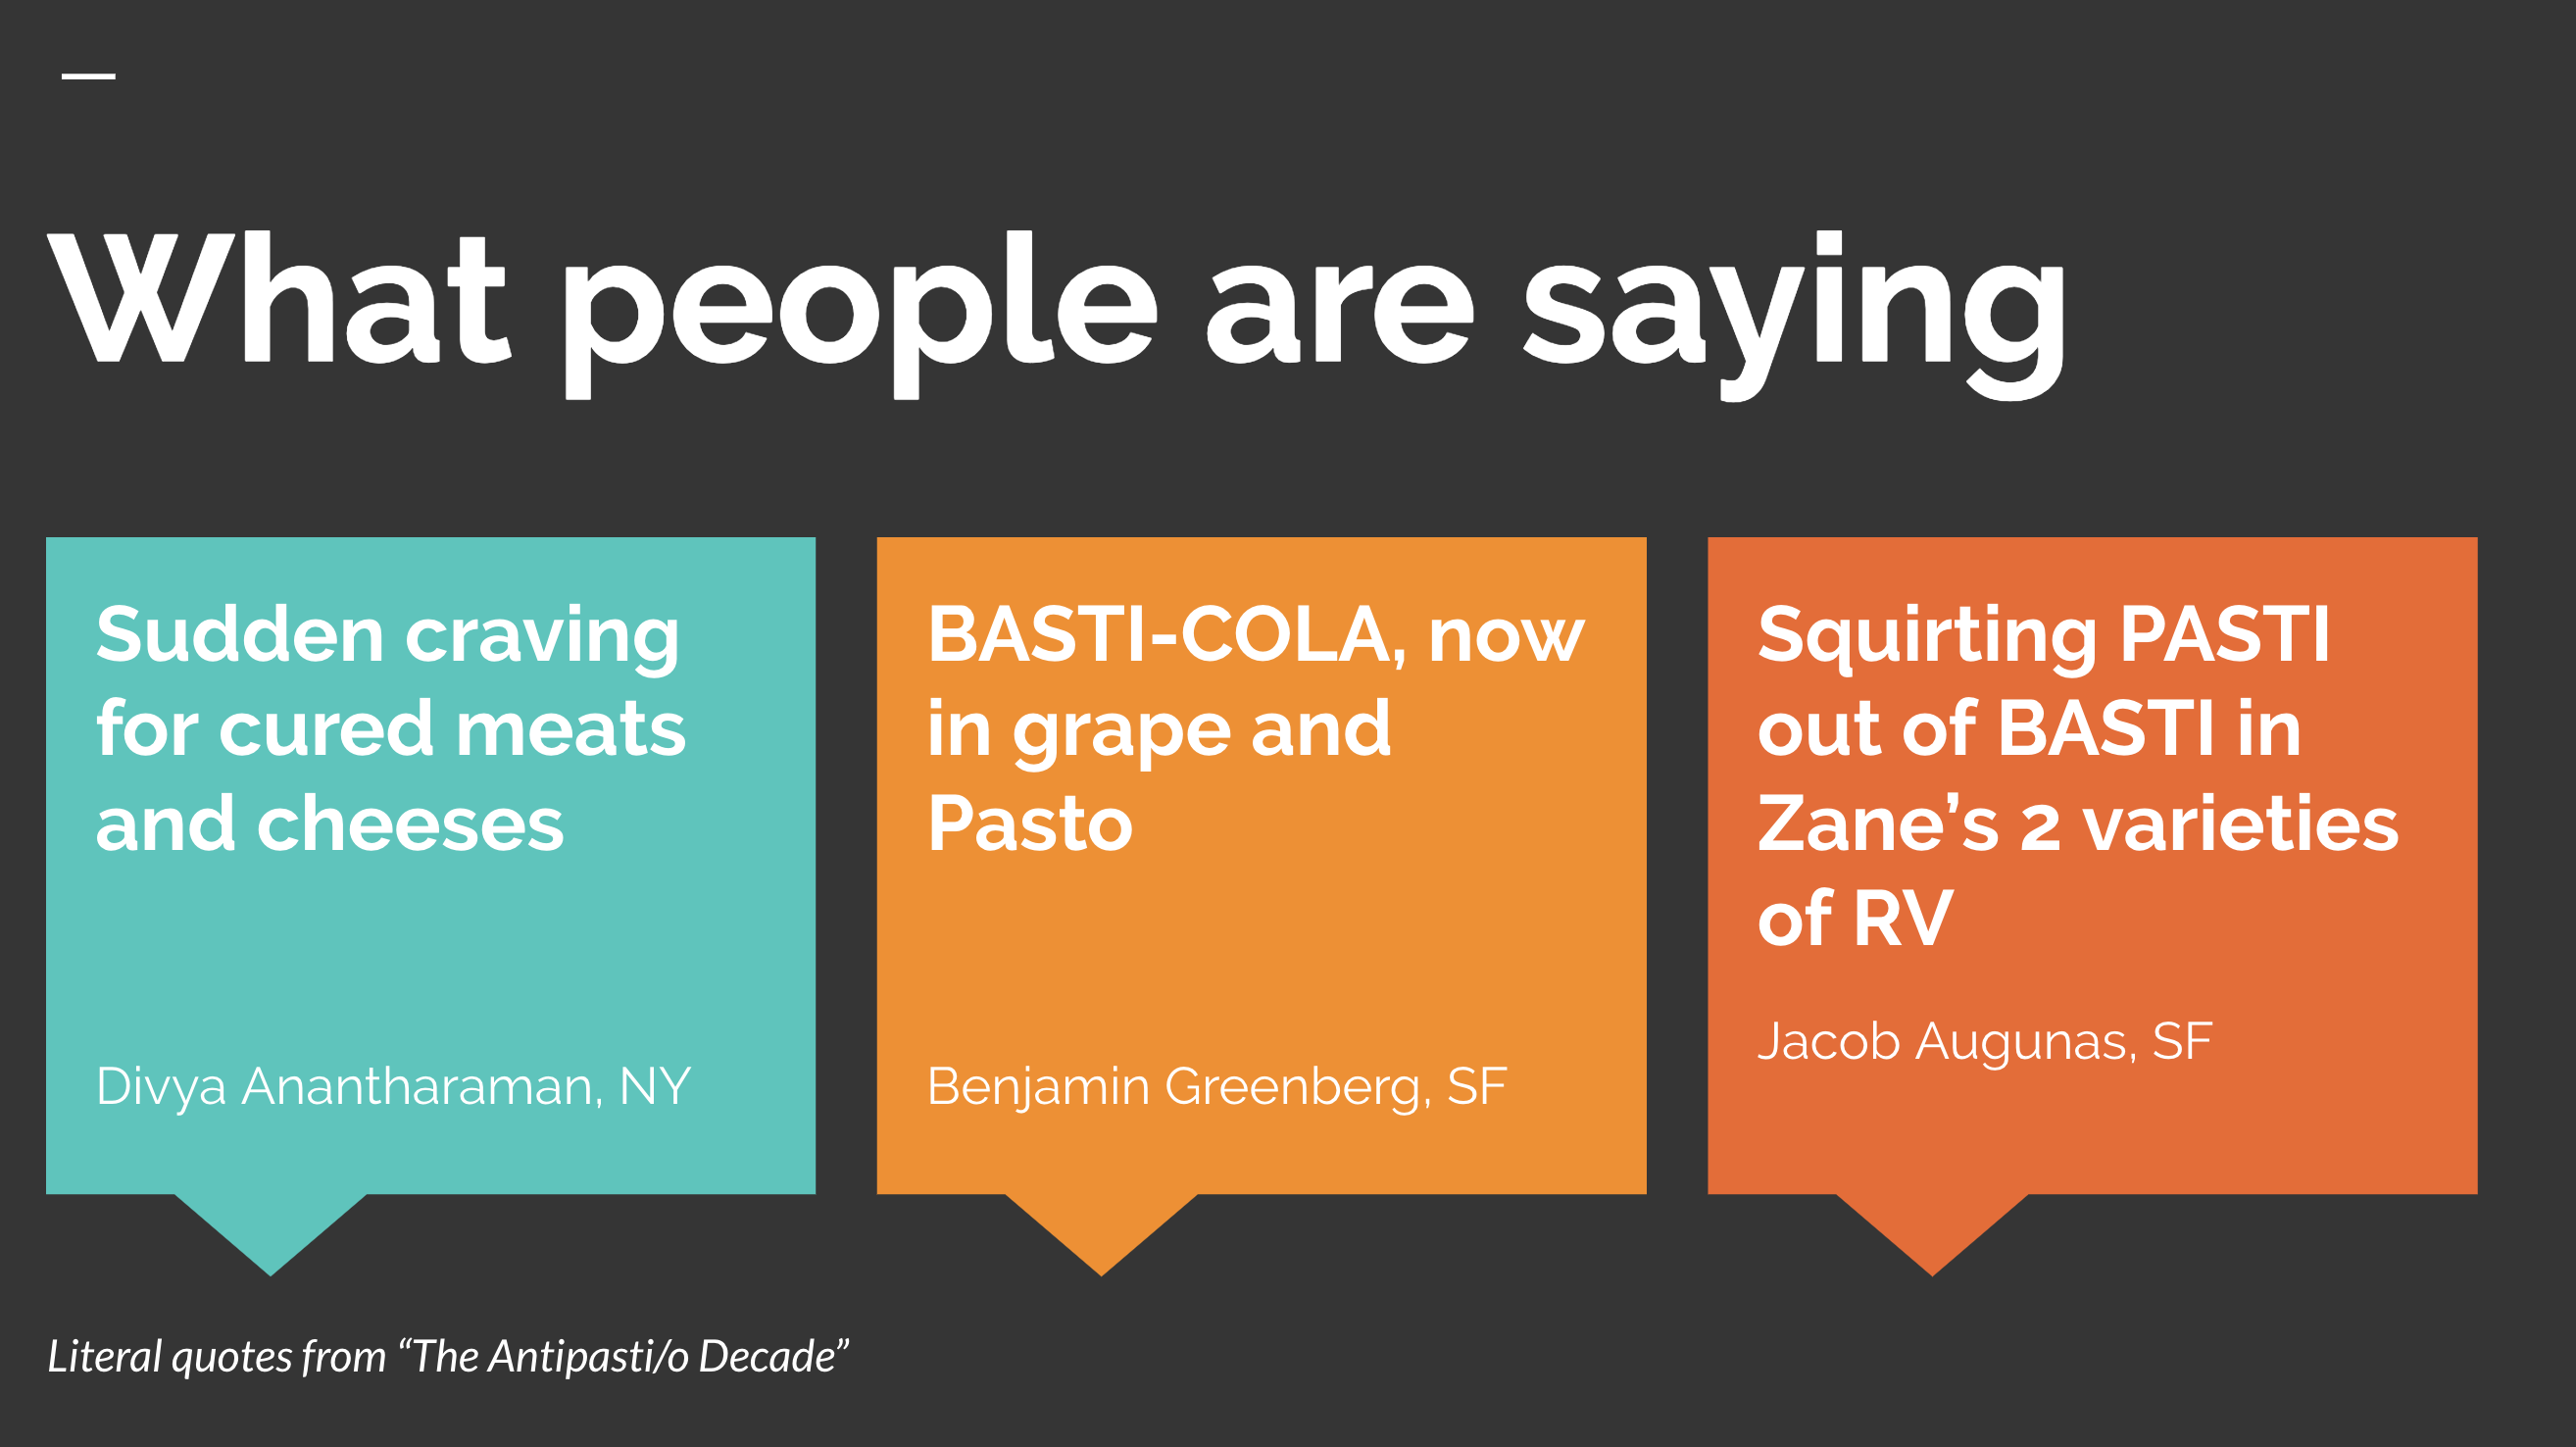 What people are saying
Sudden craving
for cured meats
and cheeses
Divya Anantharaman, NY
BASTI-COLA, now
in grape and
Pasto
Benjamin Greenberg, SF
Squirting PASTI
out of BASTI in
Zane’s 2 varieties
of RV
Jacob Augunas, SF
Literal quotes from “The Antipasti/o Decade”